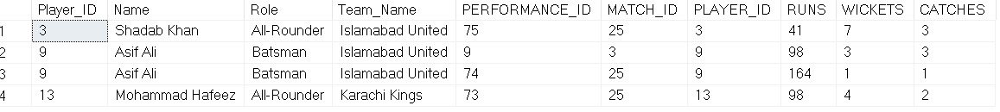 Player_ID Name Role Team_Name PERFORMANCE_ID MATCH_ID PLAYER_ID RUNS WICKETS CATCHES
1 3 Shadab Khan All-Rounder Islamabad United 75 25 3 41 7 3
2 9 Asif Ali Batsman Islamabad United 9 3 9 98 3 3
3 9 Asif Ali Batsman Islamabad United 74 25 9 164 1 1
4 13 Mohammad Hafeez All-Rounder Karachi Kings 73 25 13 98 4 2